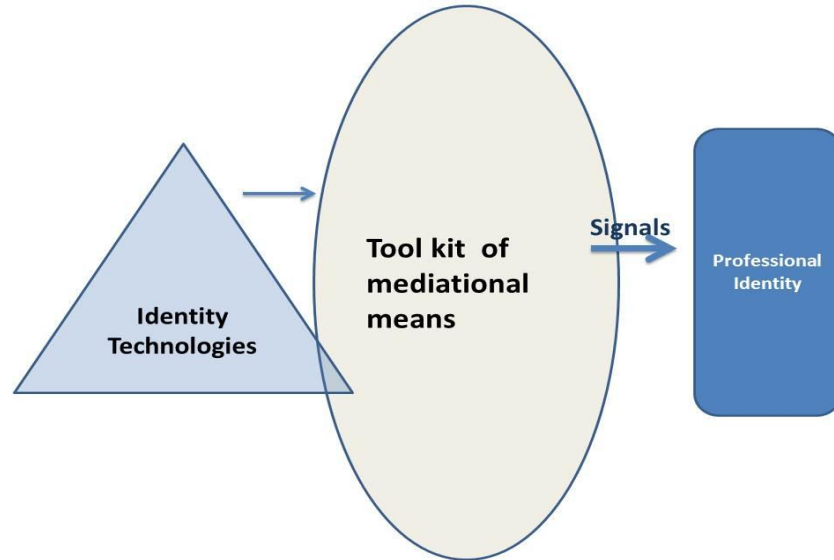 Identity
Technologies
Tool kit of
mediational
means
Signals
Professional
Identity